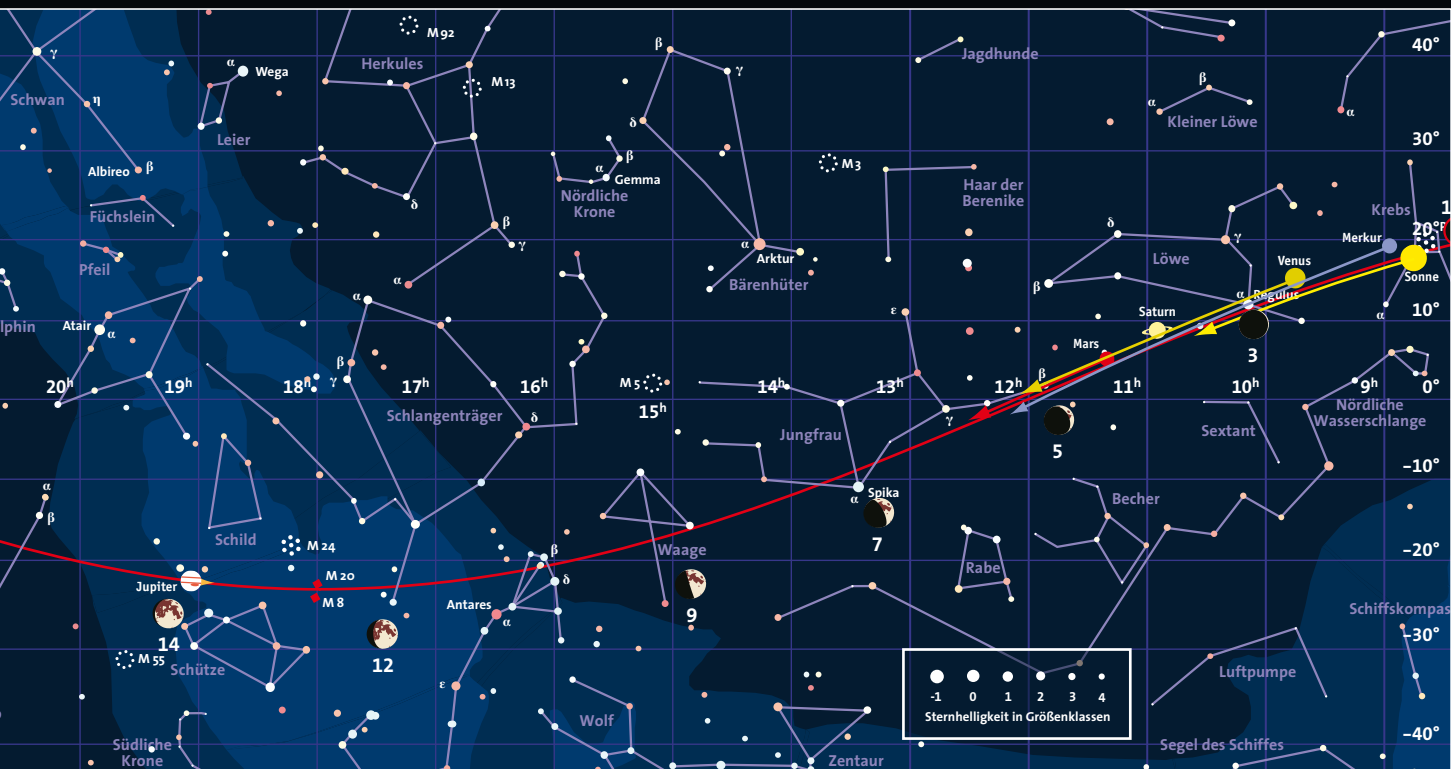 M 92
Jagdhunde
40°
β
γ
γ
Herkules
α
Wega
M 13
β
Schwan
η
α
Kleiner Löwe
α
δ
Leier
30°
β
Albireo
β
α
Gemma
M 3
Nördliche
Krone
Haar der
Berenike
δ
Füchslein
Krebs
1
β
γ
δ
20°
Merkur
γ
α
Arktur
Löwe
Venus
Sonne
Pfeil
α
Bärenhüter
β
α
Regulus
ε
Saturn
10°
α
α
lphin
Atair
α
Mars
3
β
γ
β
20h
19h
18h
17h
16h
M 5
15h
14h
13h
12h
11h
10h
9h
0°
Schlangenträger
δ
γ
Nördliche
Wasserschlange
Jungfrau
5
Sextant
-10°
α
β
α
Spika
Becher
7
Schild
M 24
Waage
-20°
β
Rabe
M 20
δ
Jupiter
M 8
Antares
α
9
Schiffskompas
14
12
-30°
M 55
Schütze
ε
Luftpumpe
-1
0
1
2
3
4
Sternhelligkeit in Größenklassen
Wolf
-40°
Südliche
Krone
Zentaur
Segel des Schiffes